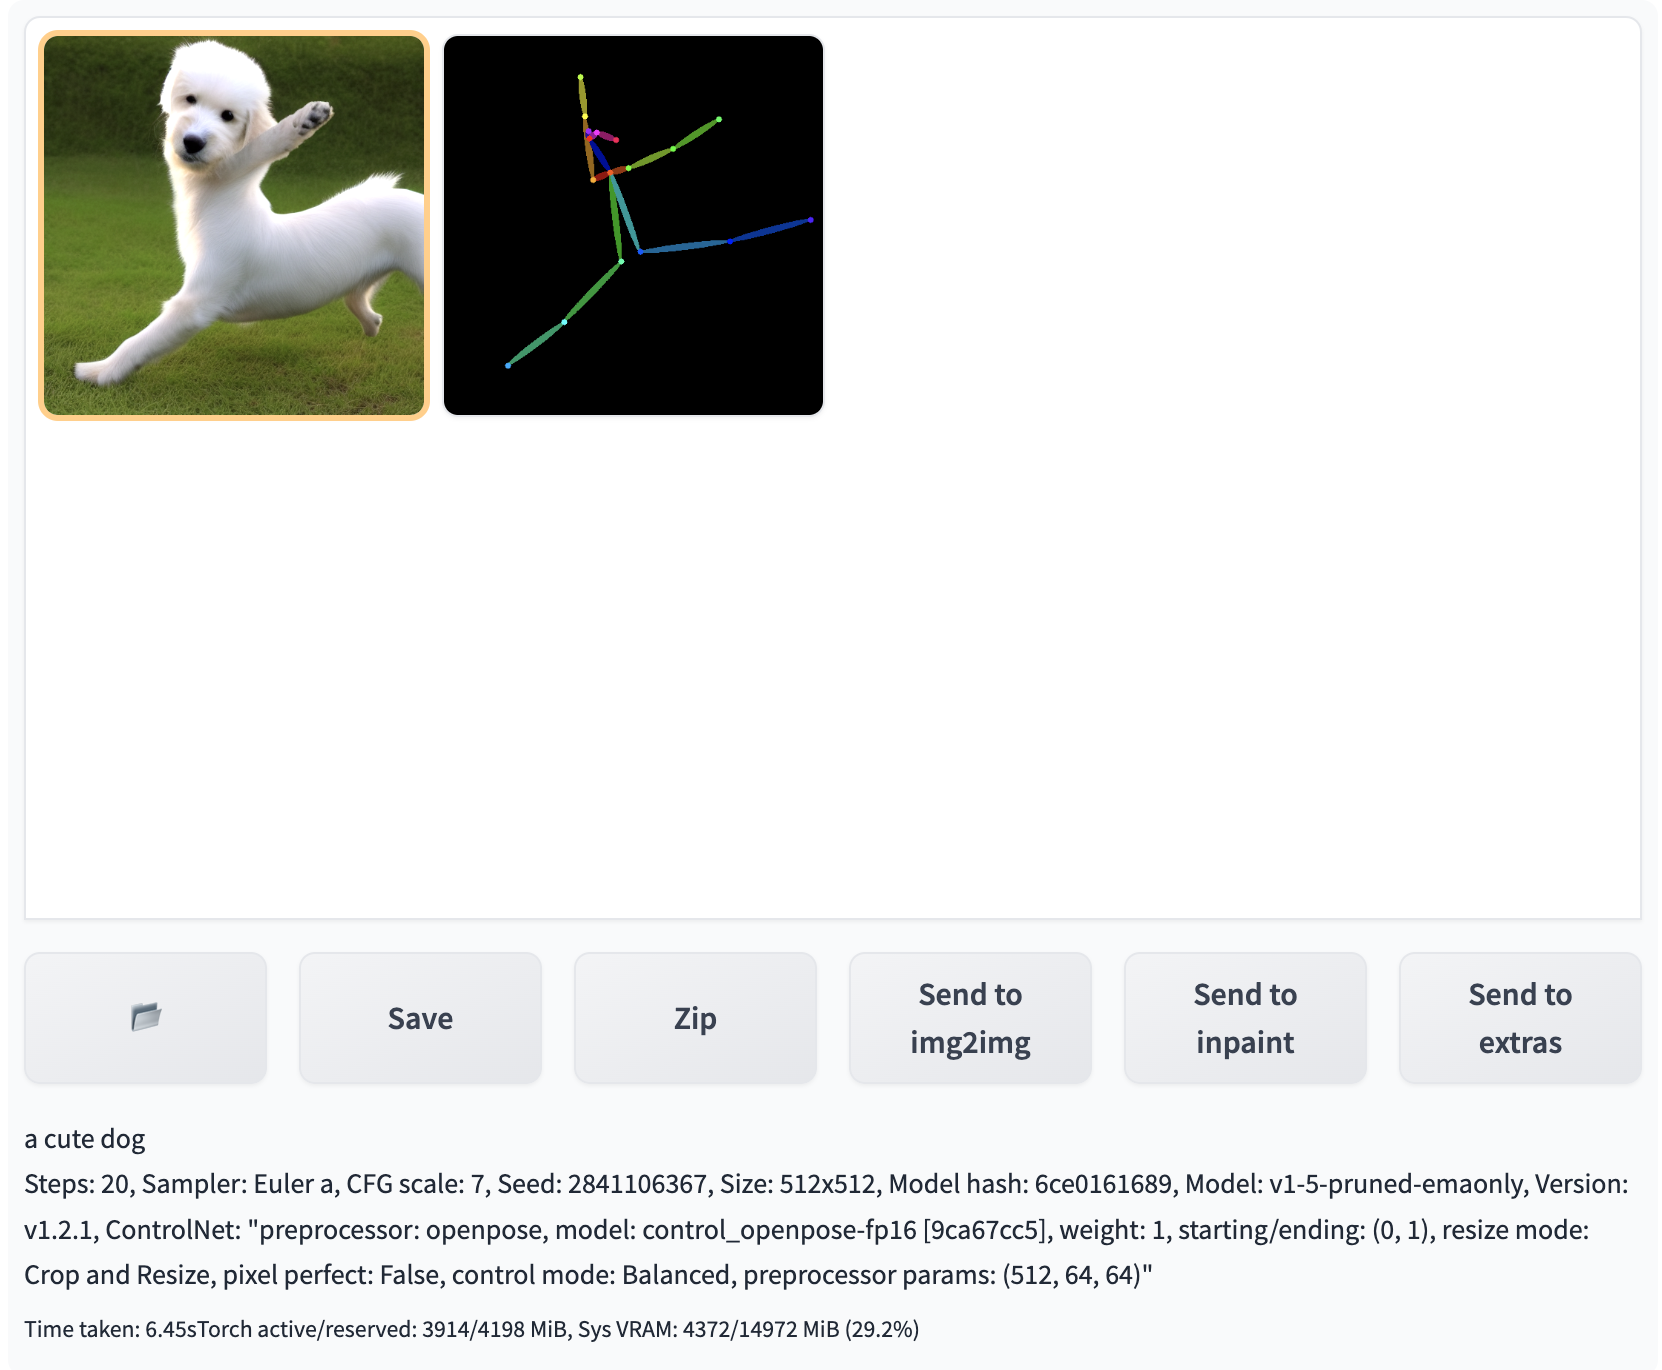 Save
Zip
Send to
img2img
Send to
inpaint
Send to
extras
a cute dog
Steps: 20, Sampler: Euler a, CFG scale: 7, Seed: 2841106367, Size: 512x512, Model hash: 6ce0161689, Model: v1-5-pruned-emaonly, Version:
v1.2.1, ControlNet: "preprocessor: openpose, model: control_openpose-fp16 [9ca67cc5], weight: 1, starting/ending: (0, 1), resize mode:
Crop and Resize, pixel perfect: False, control mode: Balanced, preprocessor params: (512, 64, 64)"
Time taken: 6.45sTorch active/reserved: 3914/4198 MiB, Sys VRAM: 4372/14972 MiB (29.2%)